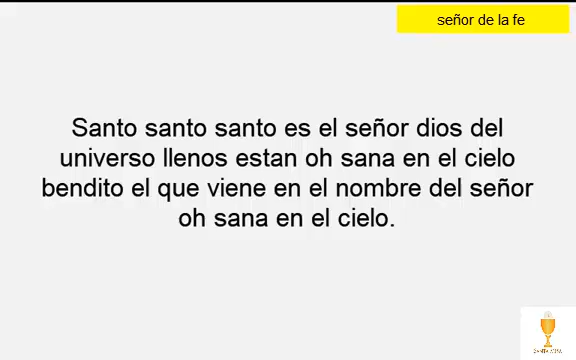 señor de la fe
Santo santo santo es el señor dios del
universo llenos estan oh sana en el cielo
bendito el que viene en el nombre del señor
oh sana en el cielo.